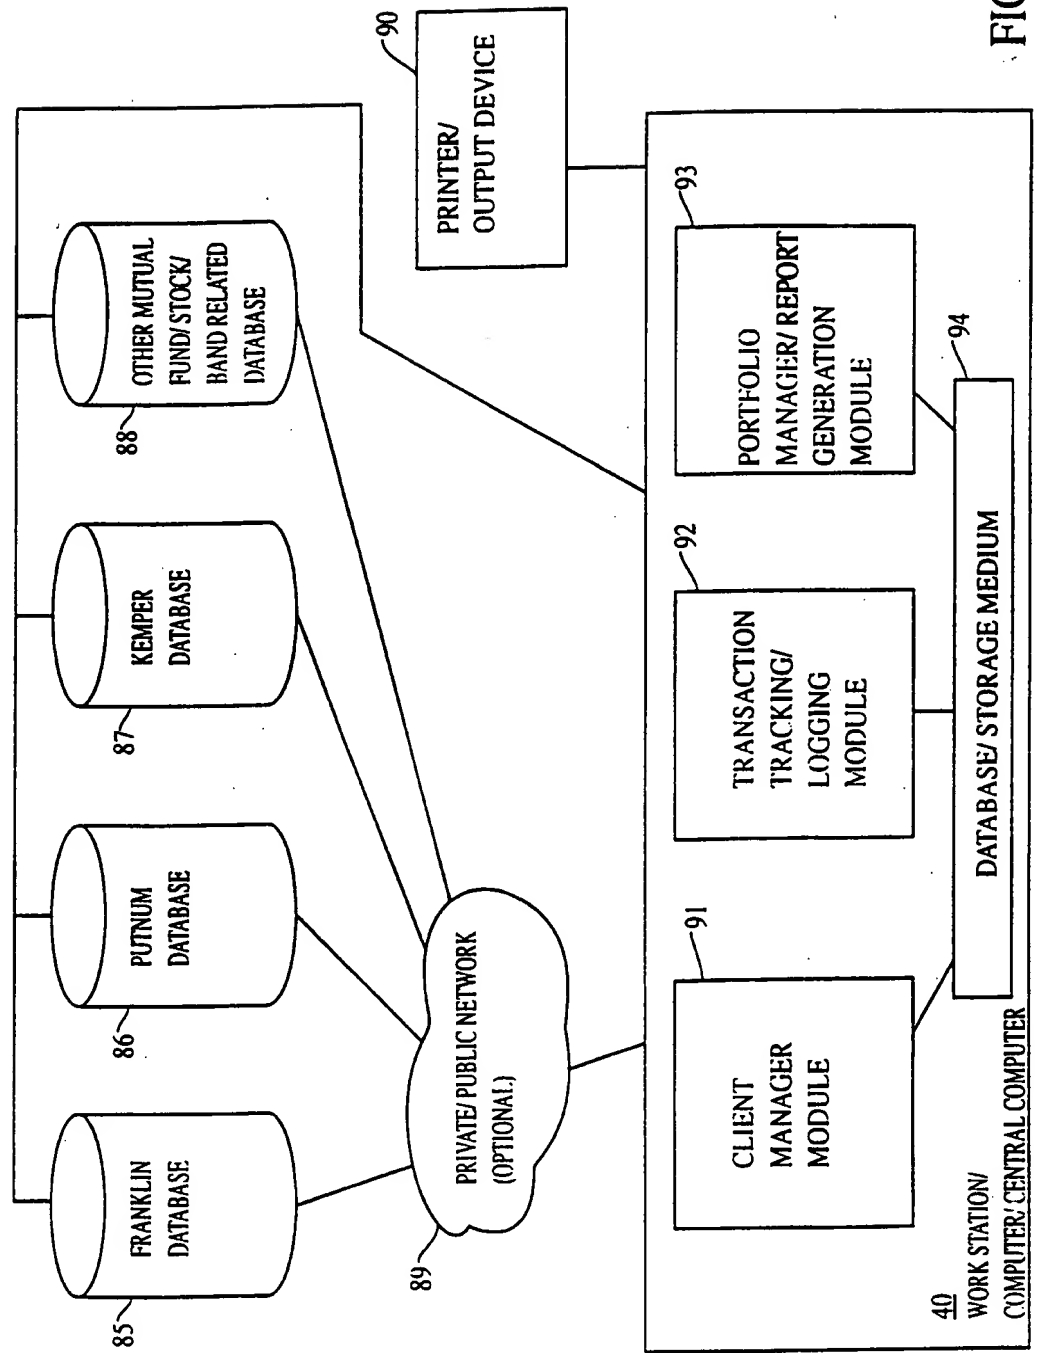 85
FRANKLIN
DATABASE
86
PUTNUM
DATABASE
87
KEMPER
DATABASE
88
OTHER MUTUAL
FUND/ STOCK/
BAND RELATED
DATABASE
89
PRIVATE/ PUBLIC NETWORK
(OPTIONAL)
90
PRINTER/
OUTPUT DEVICE
91
CLIENT
MANAGER
MODULE
92
TRANSACTION
TRACKING/
LOGGING
MODULE
93
PORTFOLIO
MANAGER/ REPORT
GENERATION
MODULE
94
DATABASE/ STORAGE MEDIUM
40
WORK STATION/
COMPUTER/ CENTRAL COMPUTER